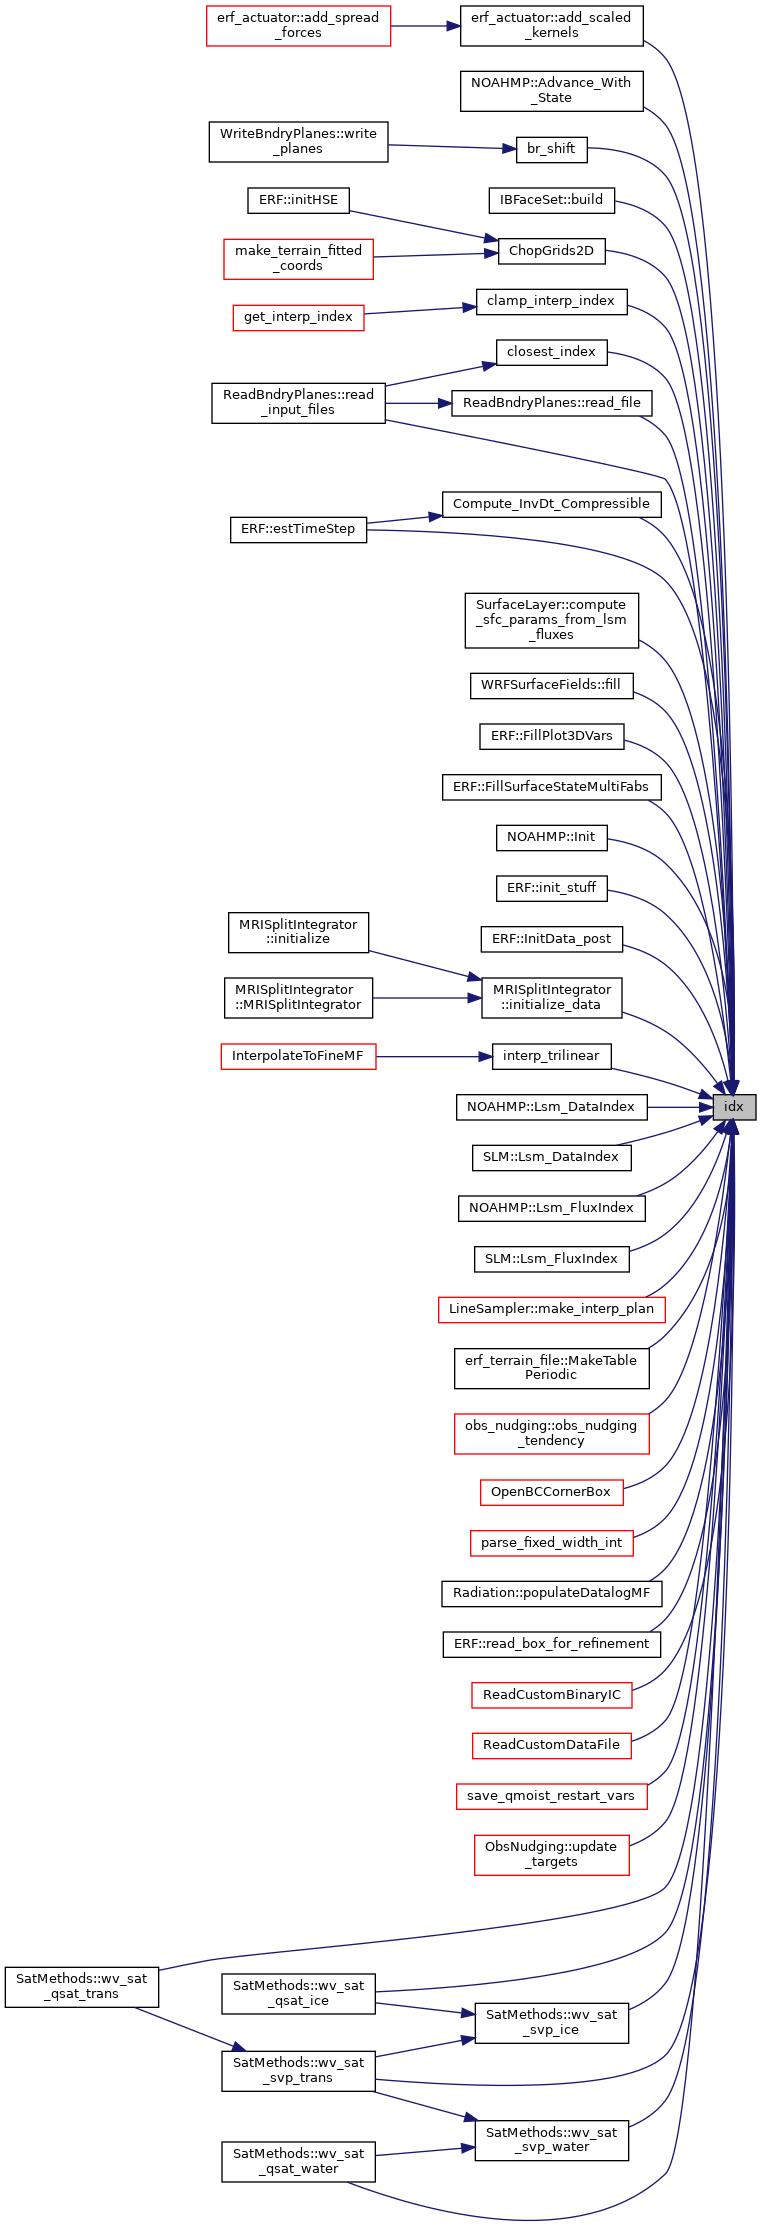 erf_actuator::add_spread
_forces
erf_actuator::add_scaled
_kernels
NOAHMP::Advance_With
_State
WriteBndryPlanes::write
_planes
br_shift
ERF::initHSE
IBFaceSet::build
make_terrain_fitted
_coords
ChopGrids2D
get_interp_index
clamp_interp_index
closest_index
ReadBndryPlanes::read
_input_files
ReadBndryPlanes::read_file
Compute_InvDt_Compressible
ERF::estTimeStep
SurfaceLayer::compute
_sfc_params_from_lsm
_fluxes
WRFSurfaceFields::fill
ERF::FillPlot3DVars
ERF::FillSurfaceStateMultiFabs
NOAHMP::Init
ERF::init_stuff
MRISplitIntegrator
::initialize
ERF::InitData_post
MRISplitIntegrator
::MRISplitIntegrator
MRISplitIntegrator
::initialize_data
InterpolateToFineMF
interp_trilinear
NOAHMP::Lsm_DataIndex
idx
SLM::Lsm_DataIndex
NOAHMP::Lsm_FluxIndex
SLM::Lsm_FluxIndex
LineSampler::make_interp_plan
erf_terrain_file::MakeTable
Periodic
obs_nudging::obs_nudging
_tendency
OpenBCCornerBox
parse_fixed_width_int
Radiation::populateDatalogMF
ERF::read_box_for_refinement
ReadCustomBinaryIC
ReadCustomDataFile
save_qmoist_restart_vars
ObsNudging::update
_targets
SatMethods::wv_sat
_qsat_trans
SatMethods::wv_sat
_qsat_ice
SatMethods::wv_sat
_svp_ice
SatMethods::wv_sat
_svp_trans
SatMethods::wv_sat
_svp_water
SatMethods::wv_sat
_qsat_water